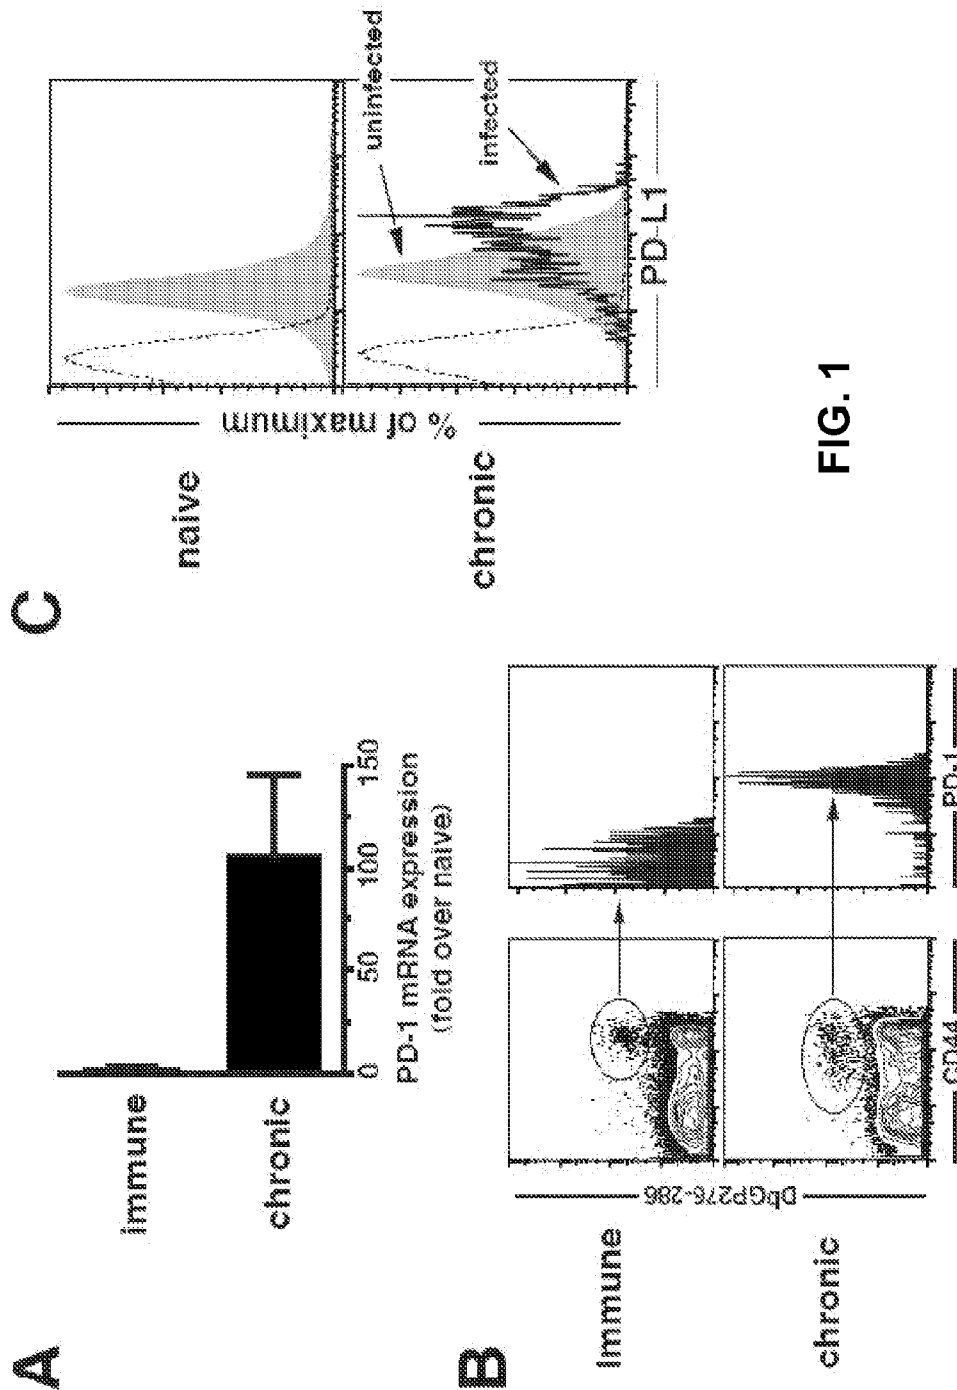 A
immune
chronic
0 50 100 150
PD-1 mRNA expression
(fold over naive)
B
Immune
chronic
DbGP276-286
CD44
PD-1
C
naive
chronic
% of maximum
uninfected
infected
PD-L1
FIG. 1